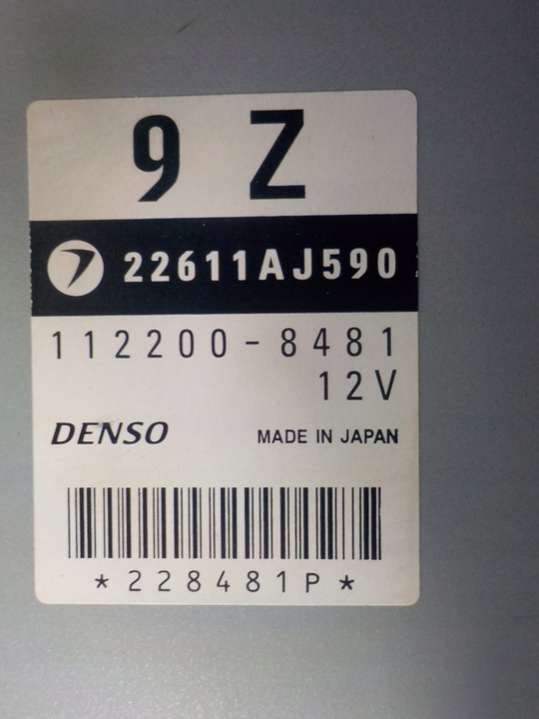 9 Z
22611AJ590
112200-8481
12V
DENSO MADE IN JAPAN
*228481P*